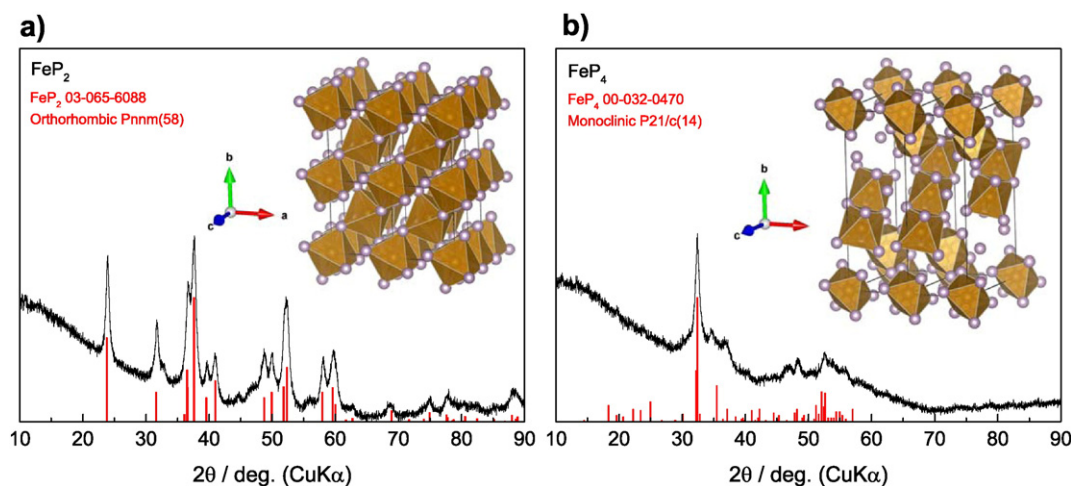 a)
FeP₂
FeP₂ 03-065-6088
Orthorhombic Pnnm(58)
b
a
c
10 20 30 40 50 60 70 80 90
2θ / deg. (CuKα)
b)
FeP₄
FeP₄ 00-032-0470
Monoclinic P21/c(14)
b
c
10 20 30 40 50 60 70 80 90
2θ / deg. (CuKα)